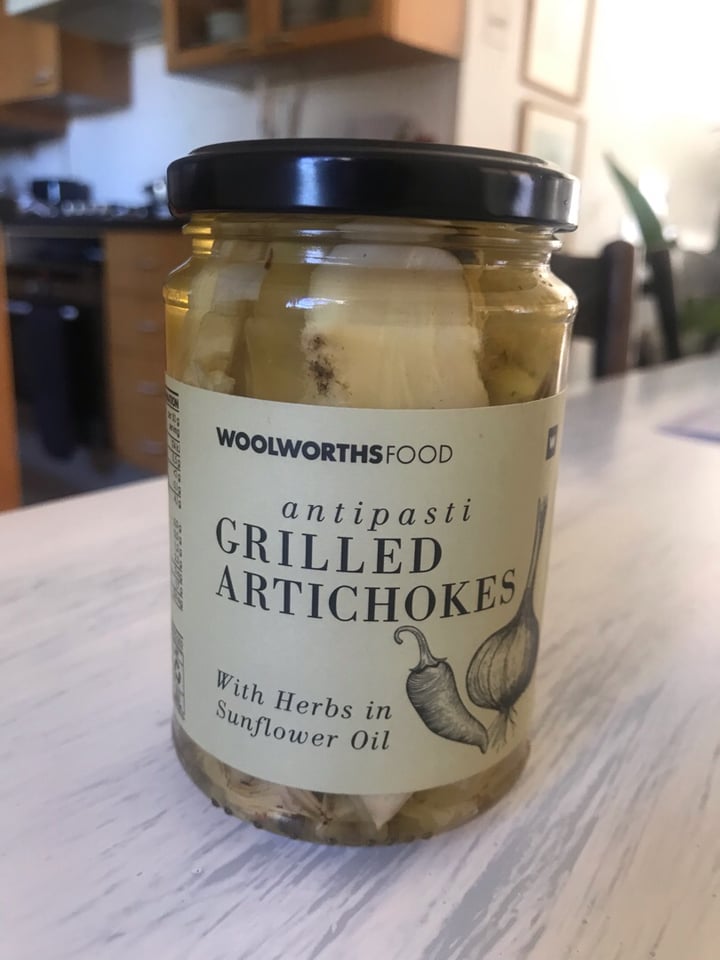 WOOLWORTHSFOOD
antipasti
GRILLED
ARTICHOKES
With Herbs in
Sunflower Oil
W